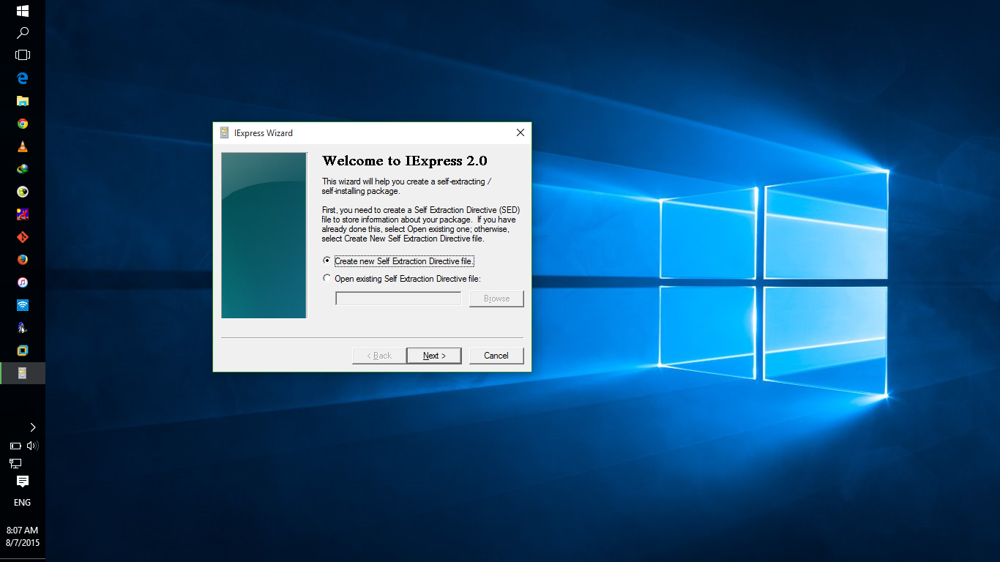 IExpress Wizard
Welcome to IExpress 2.0
This wizard will help you create a self-extracting /
self-installing package.
First, you need to create a Self Extraction Directive (SED)
file to store information about your package.  If you have
already done this, select Open existing one; otherwise,
select Create New Self Extraction Directive file.
Create new Self Extraction Directive file.
Open existing Self Extraction Directive file:
Browse
< Back
Next >
Cancel
ENG
8:07 AM
8/7/2015